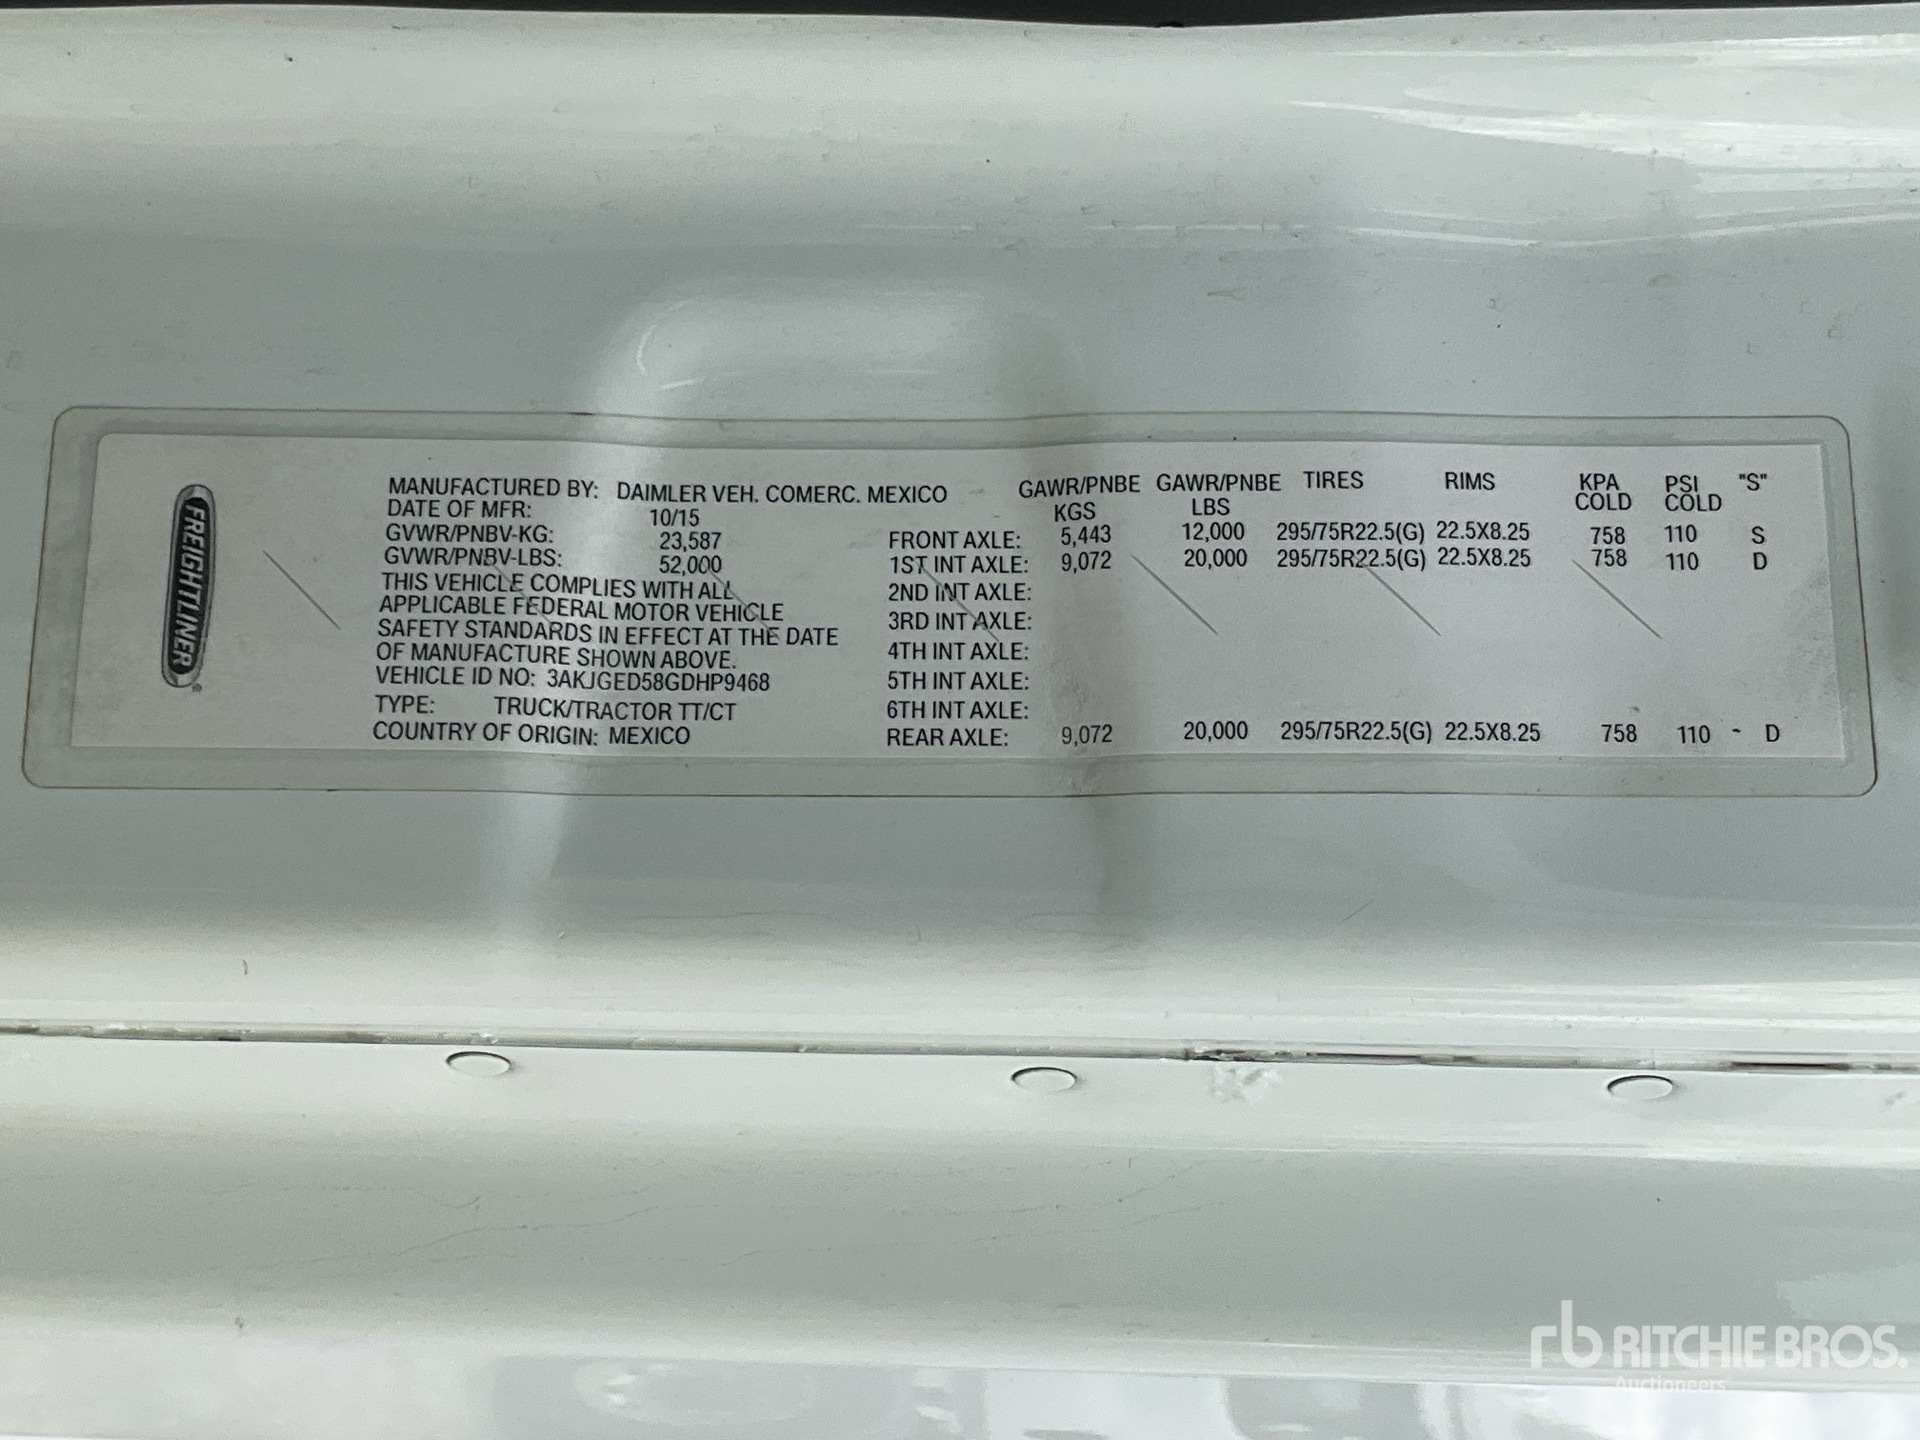 FREIGHTLINER®
MANUFACTURED BY: DAIMLER VEH. COMERC. MEXICO
DATE OF MFR: 10/15
GVWR/PNBV-KG: 23,587
GVWR/PNBV-LBS: 52,000
THIS VEHICLE COMPLIES WITH ALL
APPLICABLE FEDERAL MOTOR VEHICLE
SAFETY STANDARDS IN EFFECT AT THE DATE
OF MANUFACTURE SHOWN ABOVE.
VEHICLE ID NO: 3AKJGED58GDHP9468
TYPE: TRUCK/TRACTOR TT/CT
COUNTRY OF ORIGIN: MEXICO
GAWR/PNBE KGS GAWR/PNBE LBS TIRES RIMS KPA COLD PSI COLD "S"
FRONT AXLE: 5,443 12,000 295/75R22.5(G) 22.5X8.25 758 110 S
1ST INT AXLE: 9,072 20,000 295/75R22.5(G) 22.5X8.25 758 110 D
2ND INT AXLE:
3RD INT AXLE:
4TH INT AXLE:
5TH INT AXLE:
6TH INT AXLE:
REAR AXLE: 9,072 20,000 295/75R22.5(G) 22.5X8.25 758 110 - D
rb RITCHIE BROS.
Auctioneers